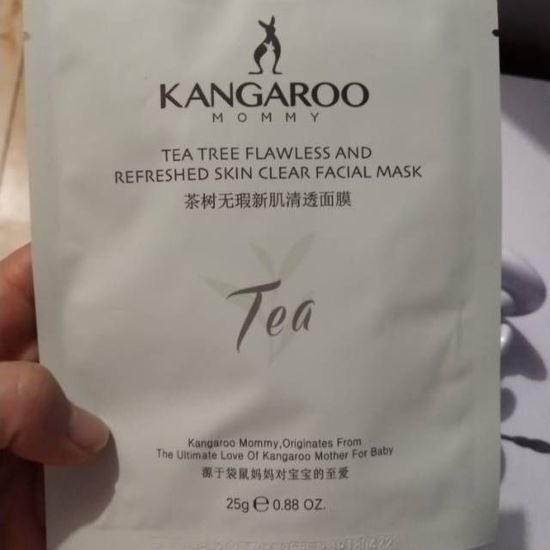 KANGAROO
MOMMY
TEA TREE FLAWLESS AND
REFRESHED SKIN CLEAR FACIAL MASK
茶树无瑕新肌清透面膜
Tea
Kangaroo Mommy,Originates From
The Ultimate Love Of Kangaroo Mother For Baby
源于袋鼠妈妈对宝宝的至爱
25g ℮ 0.88 OZ.